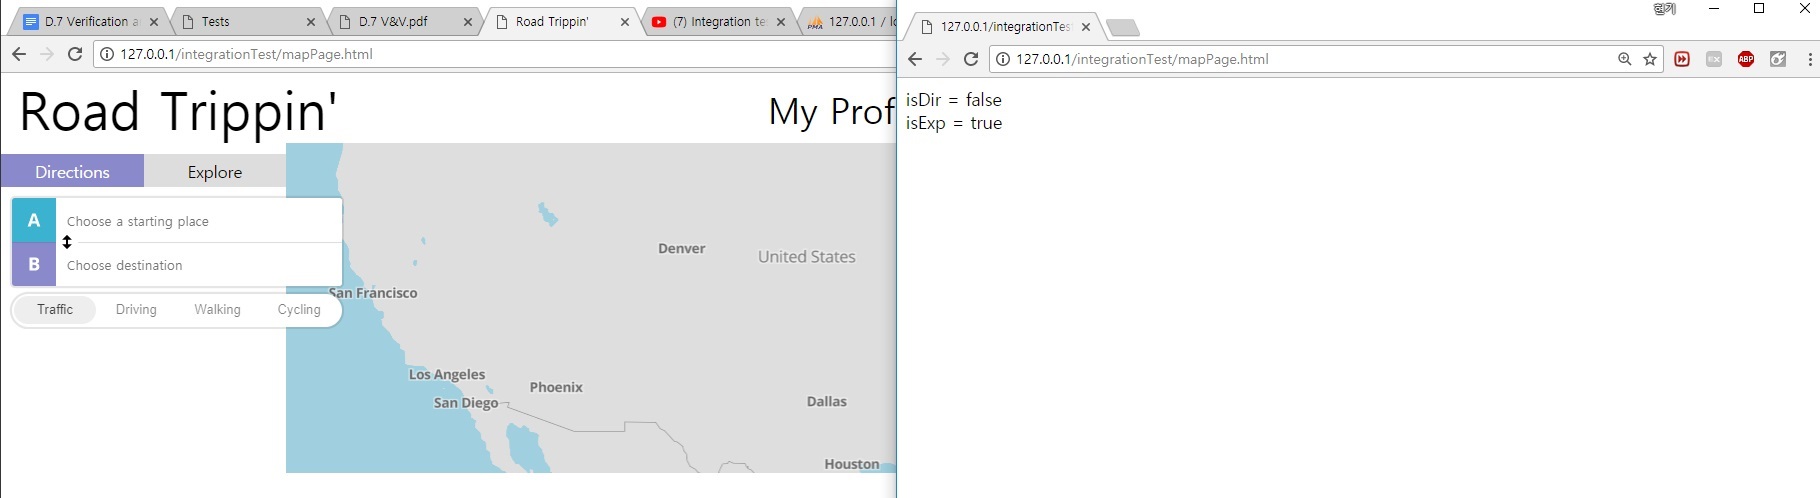 D.7 Verification a
Tests
D.7 V&V.pdf
Road Trippin'
(7) Integration te
127.0.0.1 / lo
127.0.0.1/integrationTest/mapPage.html
Road Trippin'
My Prof
Directions
Explore
A
Choose a starting place
B
Choose destination
Traffic
Driving
Walking
Cycling
Denver
United States
San Francisco
Los Angeles
Phoenix
San Diego
Dallas
Houston
현기
127.0.0.1/integrationTes
127.0.0.1/integrationTest/mapPage.html
ABP
isDir = false
isExp = true